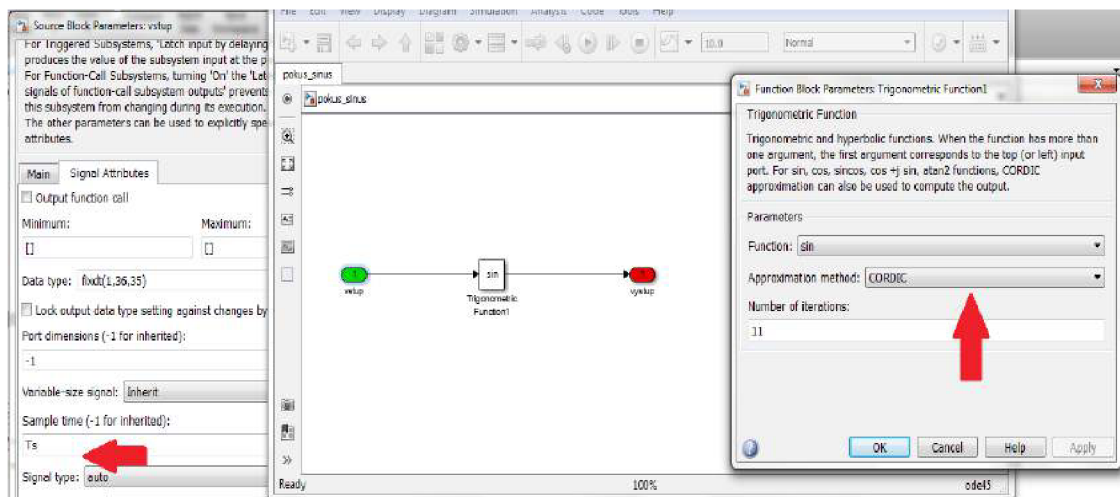 Source Block Parameters: vstup
For Triggered Subsystems, 'Latch input by delaying
produces the value of the subsystem input at the p
For Function-Call Subsystems, turning 'On' the 'Lat
signals of function-call subsystem outputs' prevents
this subsystem from changing during its execution.
The other parameters can be used to explicitly spe
attributes.
Main Signal Attributes
Output function call
Minimum: Maximum:
[] []
Data type: fixdt(1,36,35)
Lock output data type setting against changes by
Port dimensions (-1 for inherited):
-1
Variable-size signal: Inherit
Sample time (-1 for inherited):
Ts
Signal type: auto
File Edit View Display Diagram Simulation Analysis Code Tools Help
10.0 Normal
pokus_sinus
pokus_sinus
1 sin
vstup Trigonometric vystup
Function1
Ready 100% ode45
Function Block Parameters: Trigonometric Function1
Trigonometric Function
Trigonometric and hyperbolic functions. When the function has more than
one argument, the first argument corresponds to the top (or left) input
port. For sin, cos, sincos, cos +j sin, atan2 functions, CORDIC
approximation can also be used to compute the output.
Parameters
Function: sin
Approximation method: CORDIC
Number of iterations:
11
OK Cancel Help Apply